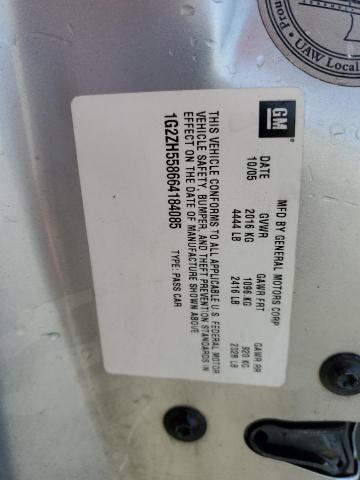 GM
MFD BY GENERAL MOTORS CORP
DATE GVWR GAWR FRT GAWR RR
10/05 2016 KG 1096 KG 920 KG
4444 LB 2416 LB 2028 LB
THIS VEHICLE CONFORMS TO ALL APPLICABLE U.S. FEDERAL MOTOR
VEHICLE SAFETY, BUMPER, AND THEFT PREVENTION STANDARDS IN
EFFECT ON THE DATE OF MANUFACTURE SHOWN ABOVE
1G2ZH558664184085 TYPE: PASS CAR
UAW Local